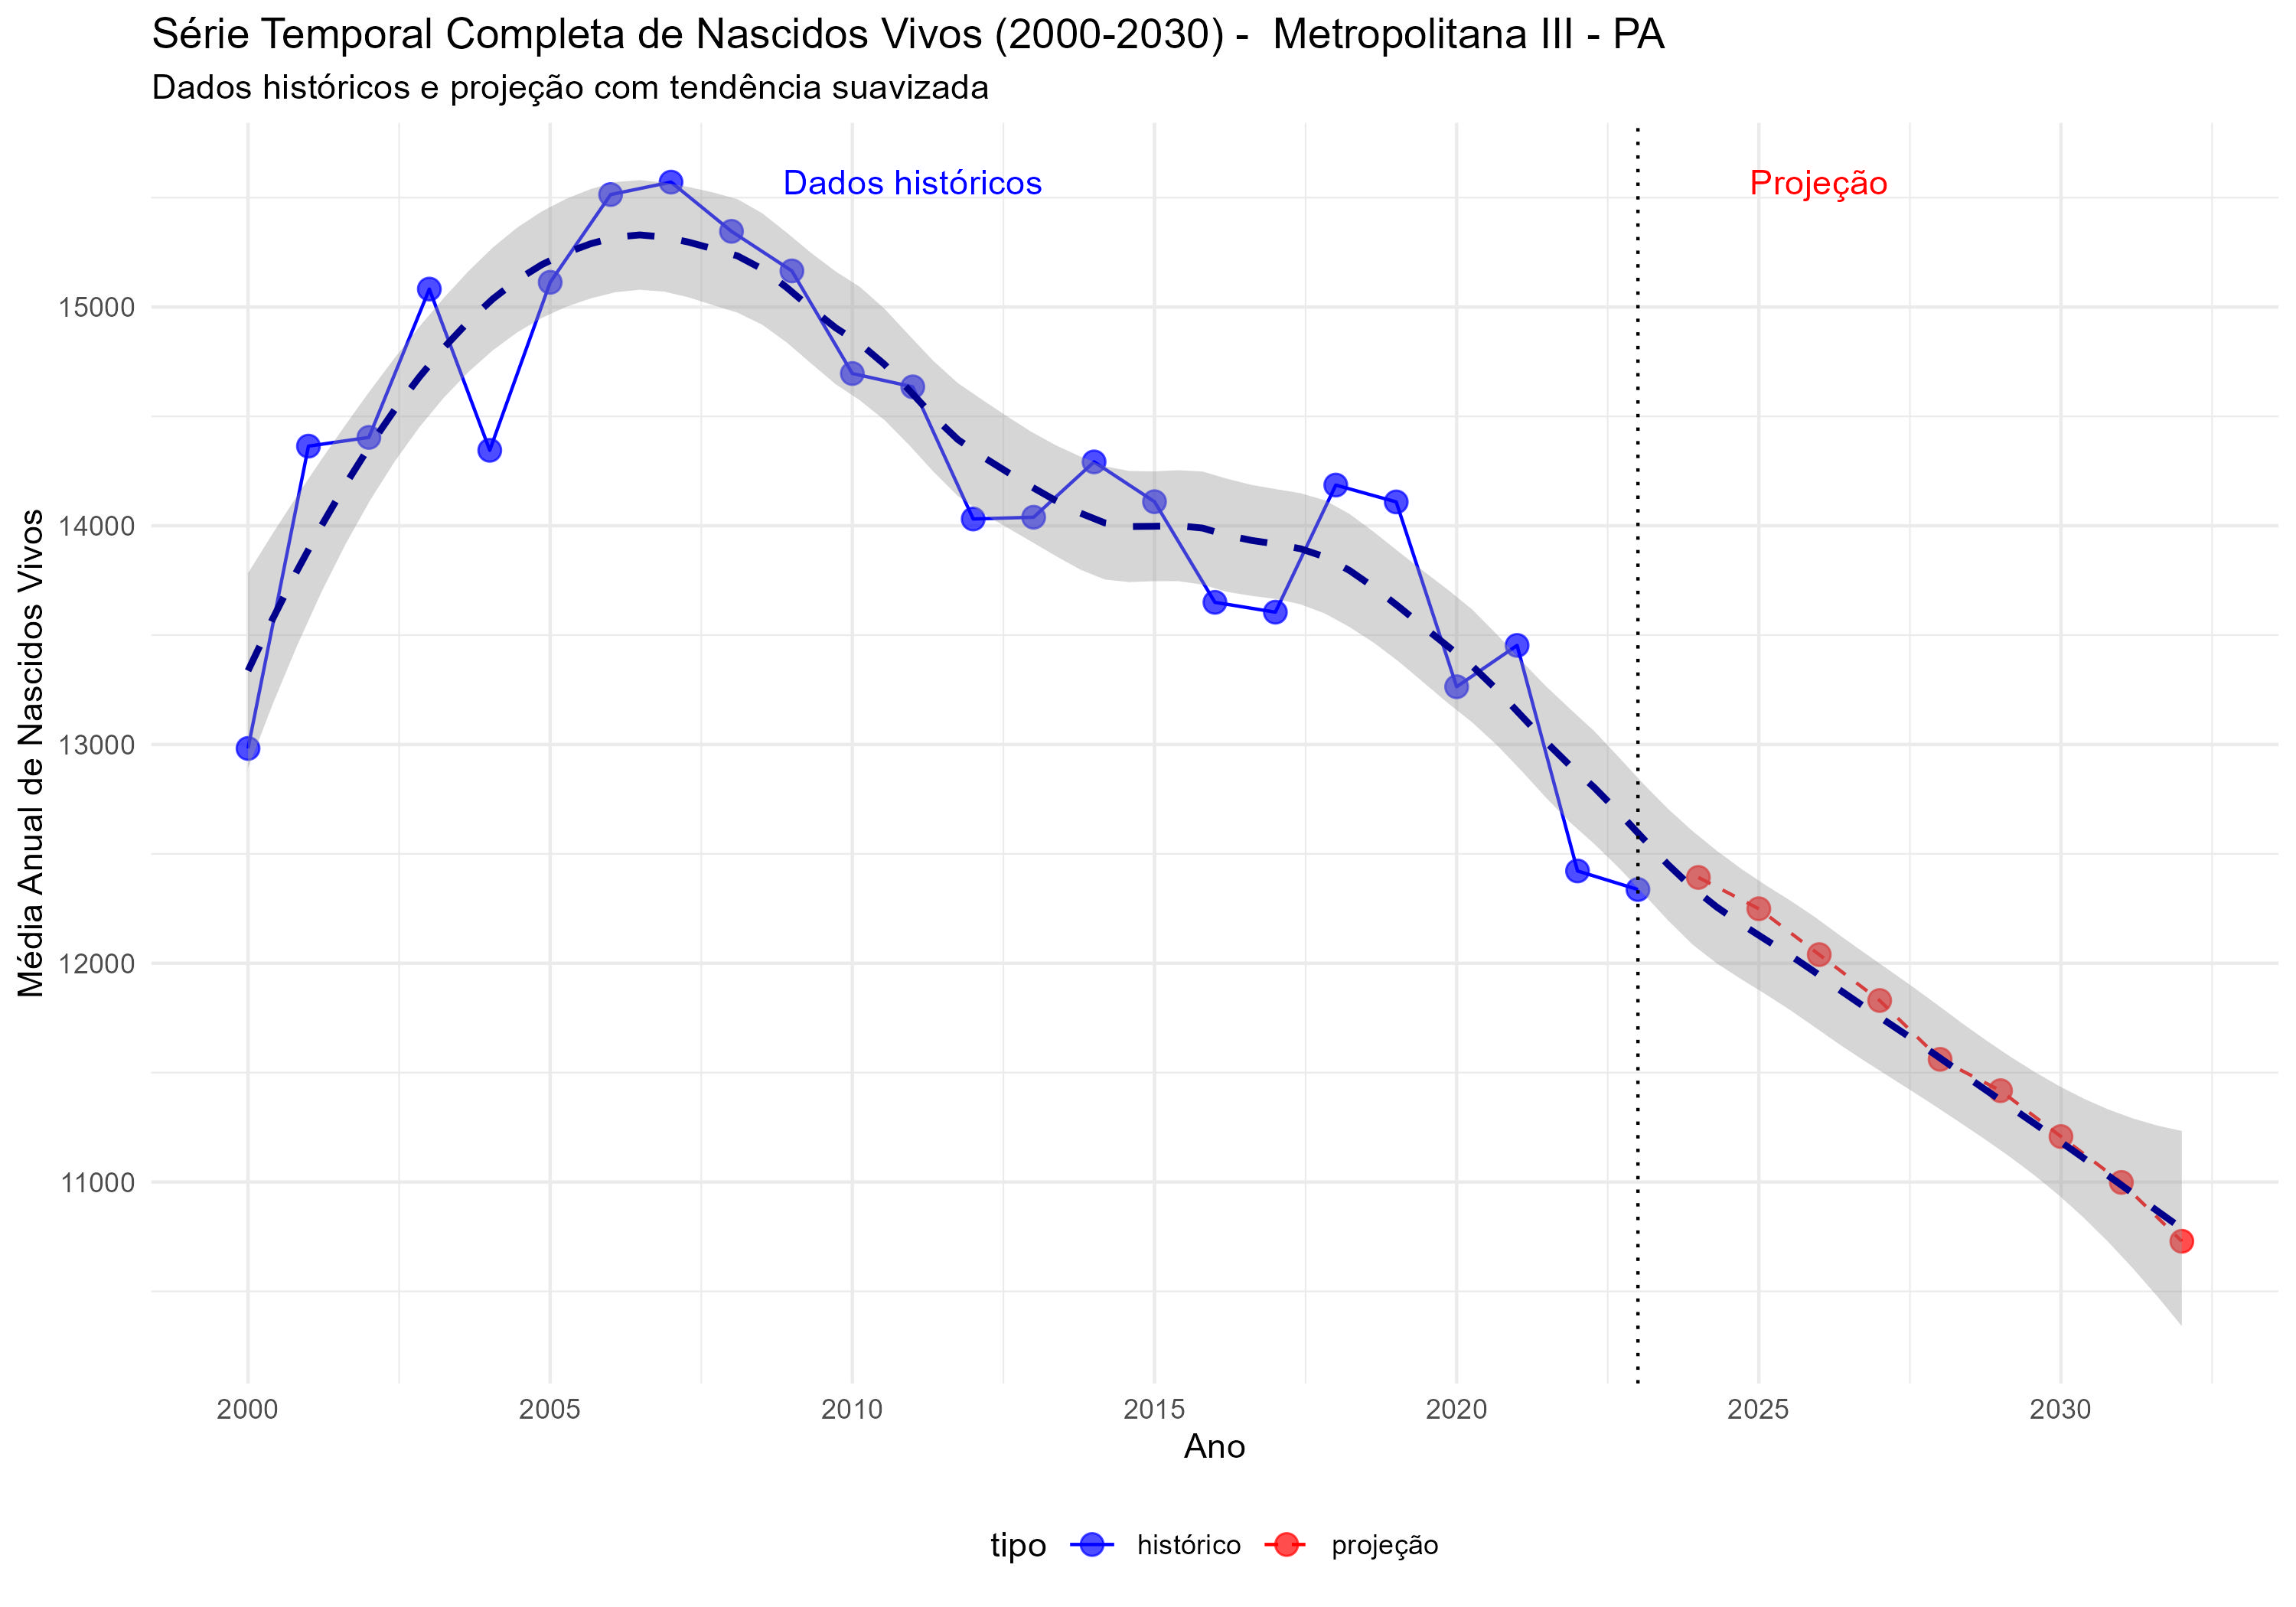 Série Temporal Completa de Nascidos Vivos (2000-2030) -  Metropolitana III - PA
Dados históricos e projeção com tendência suavizada
Dados históricos
Projeção
Média Anual de Nascidos Vivos
15000
14000
13000
12000
11000
2000 2005 2010 2015 2020 2025 2030
Ano
tipo histórico projeção